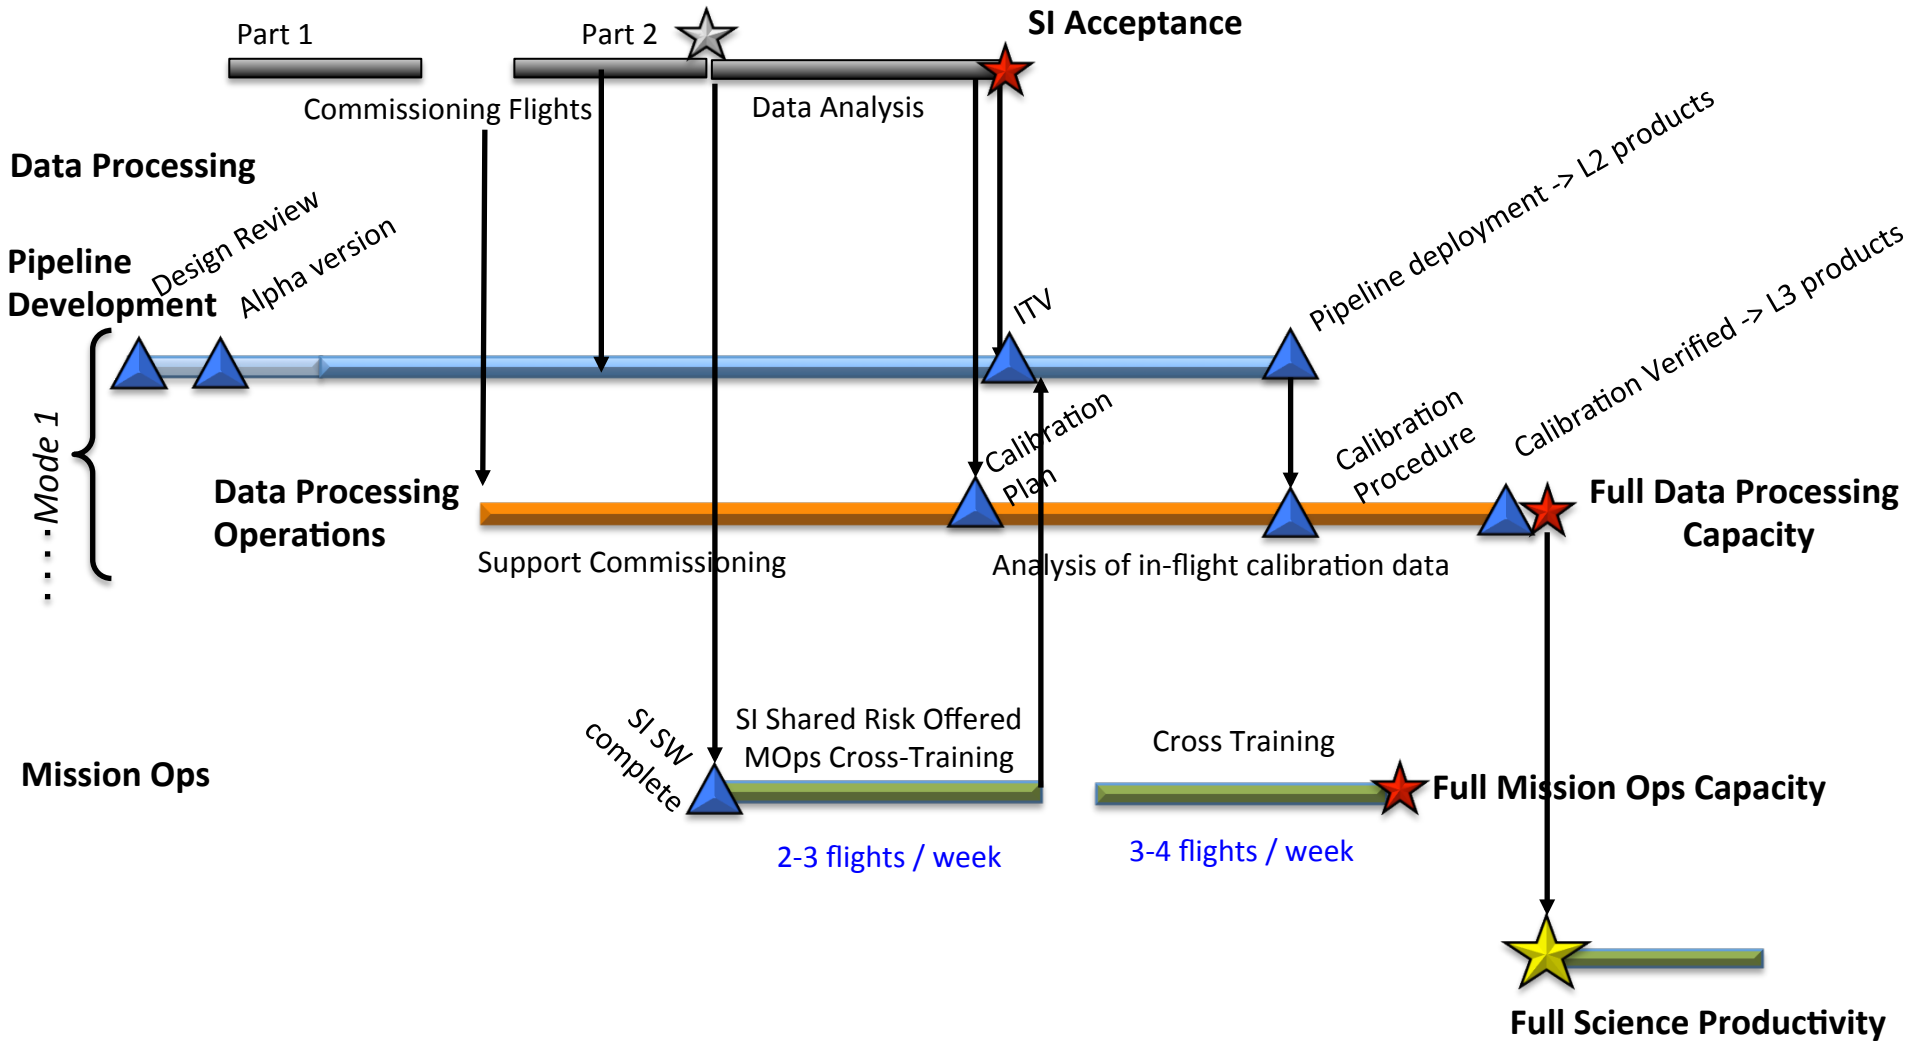 SI Acceptance
Part 1
Part 2
Commissioning Flights
Data Analysis
Data Processing
Pipeline
Development
Design Review
Alpha version
ITV
Pipeline deployment -> L2 products
.....Mode 1
Data Processing
Operations
Calibration
Plan
Calibration
Procedure
Calibration Verified -> L3 products
Full Data Processing
Capacity
Support Commissioning
Analysis of in-flight calibration data
Mission Ops
SI SW
complete
SI Shared Risk Offered
MOps Cross-Training
Cross Training
Full Mission Ops Capacity
2-3 flights / week
3-4 flights / week
Full Science Productivity